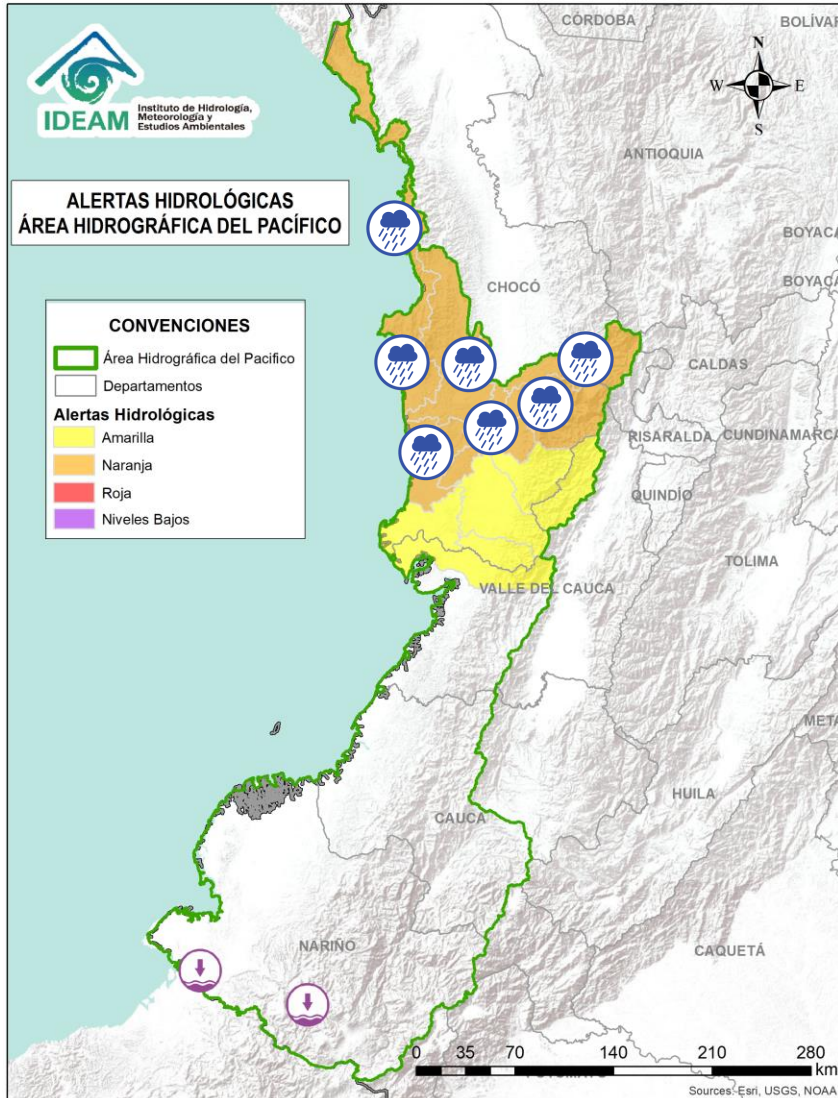 CÓRDOBA
BOLÍVAR
IDEAM
Instituto de Hidrología,
Meteorología y
Estudios Ambientales
N
W E
S
ANTIOQUIA
ALERTAS HIDROLÓGICAS
ÁREA HIDROGRÁFICA DEL PACÍFICO
BOYACÁ
BOYACÁ
CHOCÓ
CONVENCIONES
Área Hidrográfica del Pacifico
Departamentos
Alertas Hidrológicas
Amarilla
Naranja
Roja
Niveles Bajos
CALDAS
RISARALDA
CUNDINAMARCA
QUINDÍO
TOLIMA
VALLE DEL CAUCA
META
HUILA
CAUCA
NARIÑO
CAQUETÁ
0 35 70 140 210 280
km
Sources: Esri, USGS, NOAA